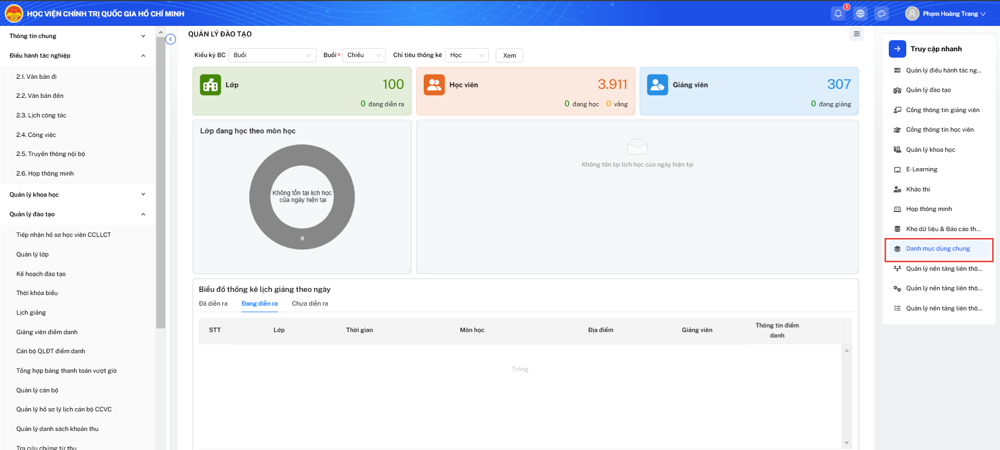 HỌC VIỆN CHÍNH TRỊ QUỐC GIA HỒ CHÍ MINH
1
Phạm Hoàng Trang
Thông tin chung
Điều hành tác nghiệp
2.1. Văn bản đi
2.2. Văn bản đến
2.3. Lịch công tác
2.4. Công việc
2.5. Truyền thông nội bộ
2.6. Họp thông minh
Quản lý khoa học
Quản lý đào tạo
Tiếp nhận hồ sơ học viên CCLLCT
Quản lý lớp
Kế hoạch đào tạo
Thời khóa biểu
Lịch giảng
Giảng viên điểm danh
Cán bộ QLĐT điểm danh
Tổng hợp bảng thanh toán vượt giờ
Quản lý cán bộ
Quản lý hồ sơ lý lịch cán bộ CCVC
Quản lý danh sách khoản thu
Tra cứu chứng từ thu
QUẢN LÝ ĐÀO TẠO
Kiểu kỳ BC Buổi Buổi* Chiều Chỉ tiêu thống kê Học Xem
Lớp 100
0 đang diễn ra
Học viên 3.911
0 đang học 0 vắng
Giảng viên 307
0 đang giảng
Lớp đang học theo môn học
Không tồn tại lịch học
của ngày hiện tại
0
Không tồn tại lịch học của ngày hiện tại
Biểu đồ thống kê lịch giảng theo ngày
Đã diễn ra Đang diễn ra Chưa diễn ra
STT Lớp Thời gian Môn học Địa điểm Giảng viên Thông tin điểm
danh
Trống
Truy cập nhanh
Quản lý điều hành tác ng...
Quản lý đào tạo
Cổng thông tin giảng viên
Cổng thông tin học viên
Quản lý khoa học
E-Learning
Khảo thí
Họp thông minh
Kho dữ liệu & Báo cáo th...
Danh mục dùng chung
Quản lý nền tảng liên thô...
Quản lý nền tảng liên thô...
Quản lý nền tảng liên thô...